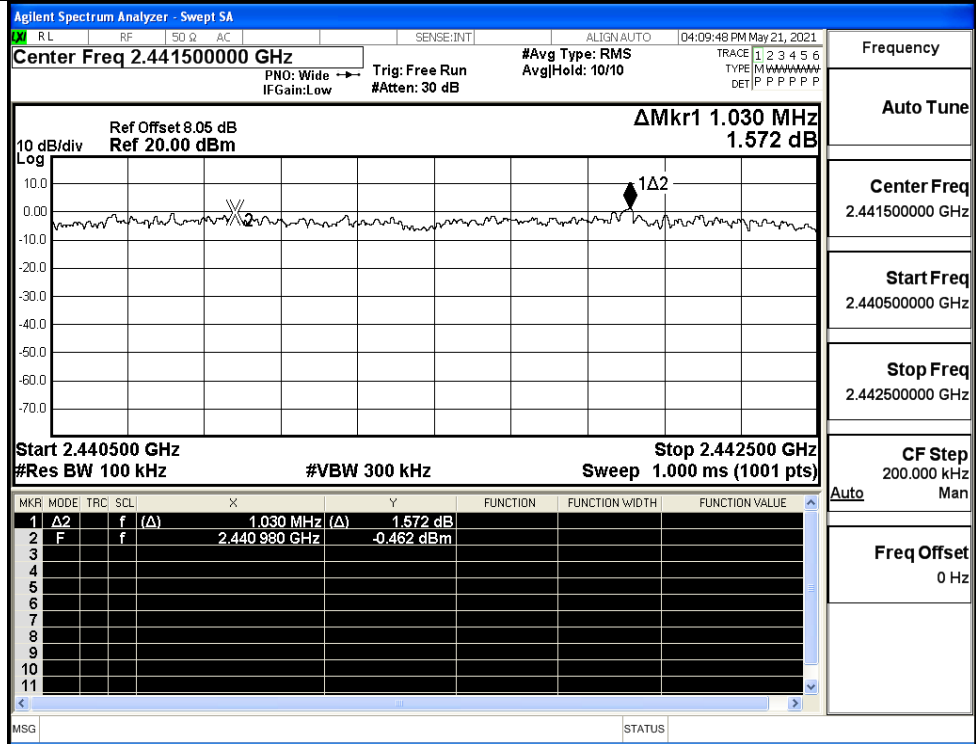 Agilent Spectrum Analyzer - Swept SA
LXI RL RF 50 Ω AC SENSE:INT ALIGN AUTO 04:09:48 PM May 21, 2021
Center Freq 2.441500000 GHz
PNO: Wide
IFGain:Low
Trig: Free Run
#Atten: 30 dB
#Avg Type: RMS
Avg|Hold: 10/10
TRACE 1 2 3 4 5 6
TYPE M WWWWW
DET P P P P P P
10 dB/div
Log
Ref Offset 8.05 dB
Ref 20.00 dBm
ΔMkr1 1.030 MHz
1.572 dB
10.0
0.00
-10.0
-20.0
-30.0
-40.0
-50.0
-60.0
-70.0
1Δ2
2
Start 2.440500 GHz Stop 2.442500 GHz
#Res BW 100 kHz #VBW 300 kHz Sweep 1.000 ms (1001 pts)
MKR MODE TRC SCL X Y FUNCTION FUNCTION WIDTH FUNCTION VALUE
1 Δ2 f (Δ) 1.030 MHz (Δ) 1.572 dB
2 F f 2.440 980 GHz -0.462 dBm
3
4
5
6
7
8
9
10
11
MSG STATUS
Frequency
Auto Tune
Center Freq
2.441500000 GHz
Start Freq
2.440500000 GHz
Stop Freq
2.442500000 GHz
CF Step
200.000 kHz
Auto Man
Freq Offset
0 Hz